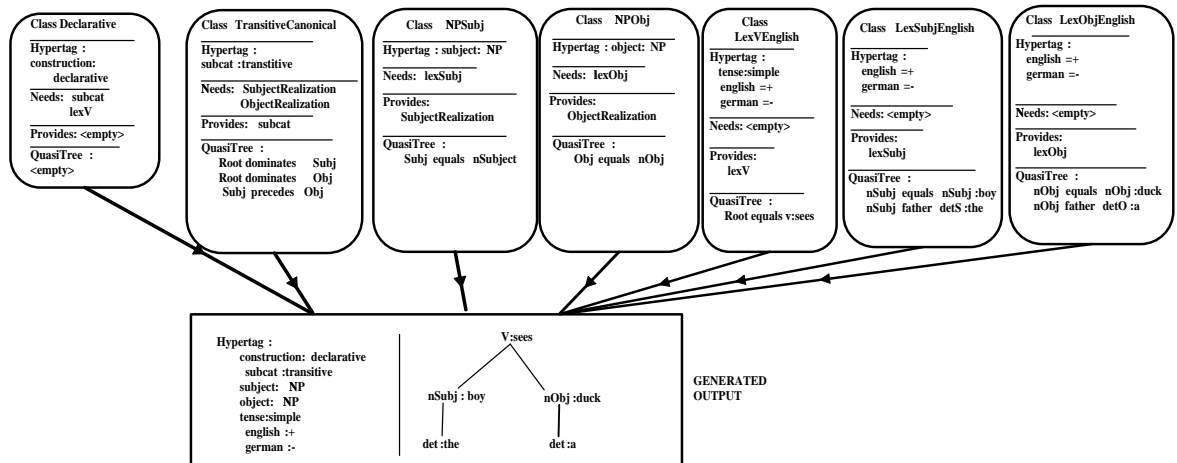 Class Declarative
Hypertag :
construction:
declarative
Needs: subcat
lexV
Provides: <empty>
QuasiTree :
<empty>
Class TransitiveCanonical
Hypertag :
subcat :transtitive
Needs: SubjectRealization
ObjectRealization
Provides: subcat
QuasiTree :
Root dominates Subj
Root dominates Obj
Subj precedes Obj
Class NPSubj
Hypertag : subject: NP
Needs: lexSubj
Provides:
SubjectRealization
QuasiTree :
Subj equals nSubject
Class NPObj
Hypertag : object: NP
Needs: lexObj
Provides:
ObjectRealization
QuasiTree :
Obj equals nObj
Class
LexVEnglish
Hypertag :
tense:simple
english =+
german =-
Needs: <empty>
Provides:
lexV
QuasiTree :
Root equals v:sees
Class LexSubjEnglish
Hypertag :
english =+
german =-
Needs: <empty>
Provides:
lexSubj
QuasiTree :
nSubj equals nSubj :boy
nSubj father detS :the
Class LexObjEnglish
Hypertag :
english =+
german =-
Needs: <empty>
Provides:
lexObj
QuasiTree :
nObj equals nObj :duck
nObj father detO :a
Hypertag :
construction: declarative
subcat :transitive
subject: NP
object: NP
tense:simple
english :+
german :-
V:sees
nSubj : boy
nObj :duck
det :the
det :a
GENERATED
OUTPUT